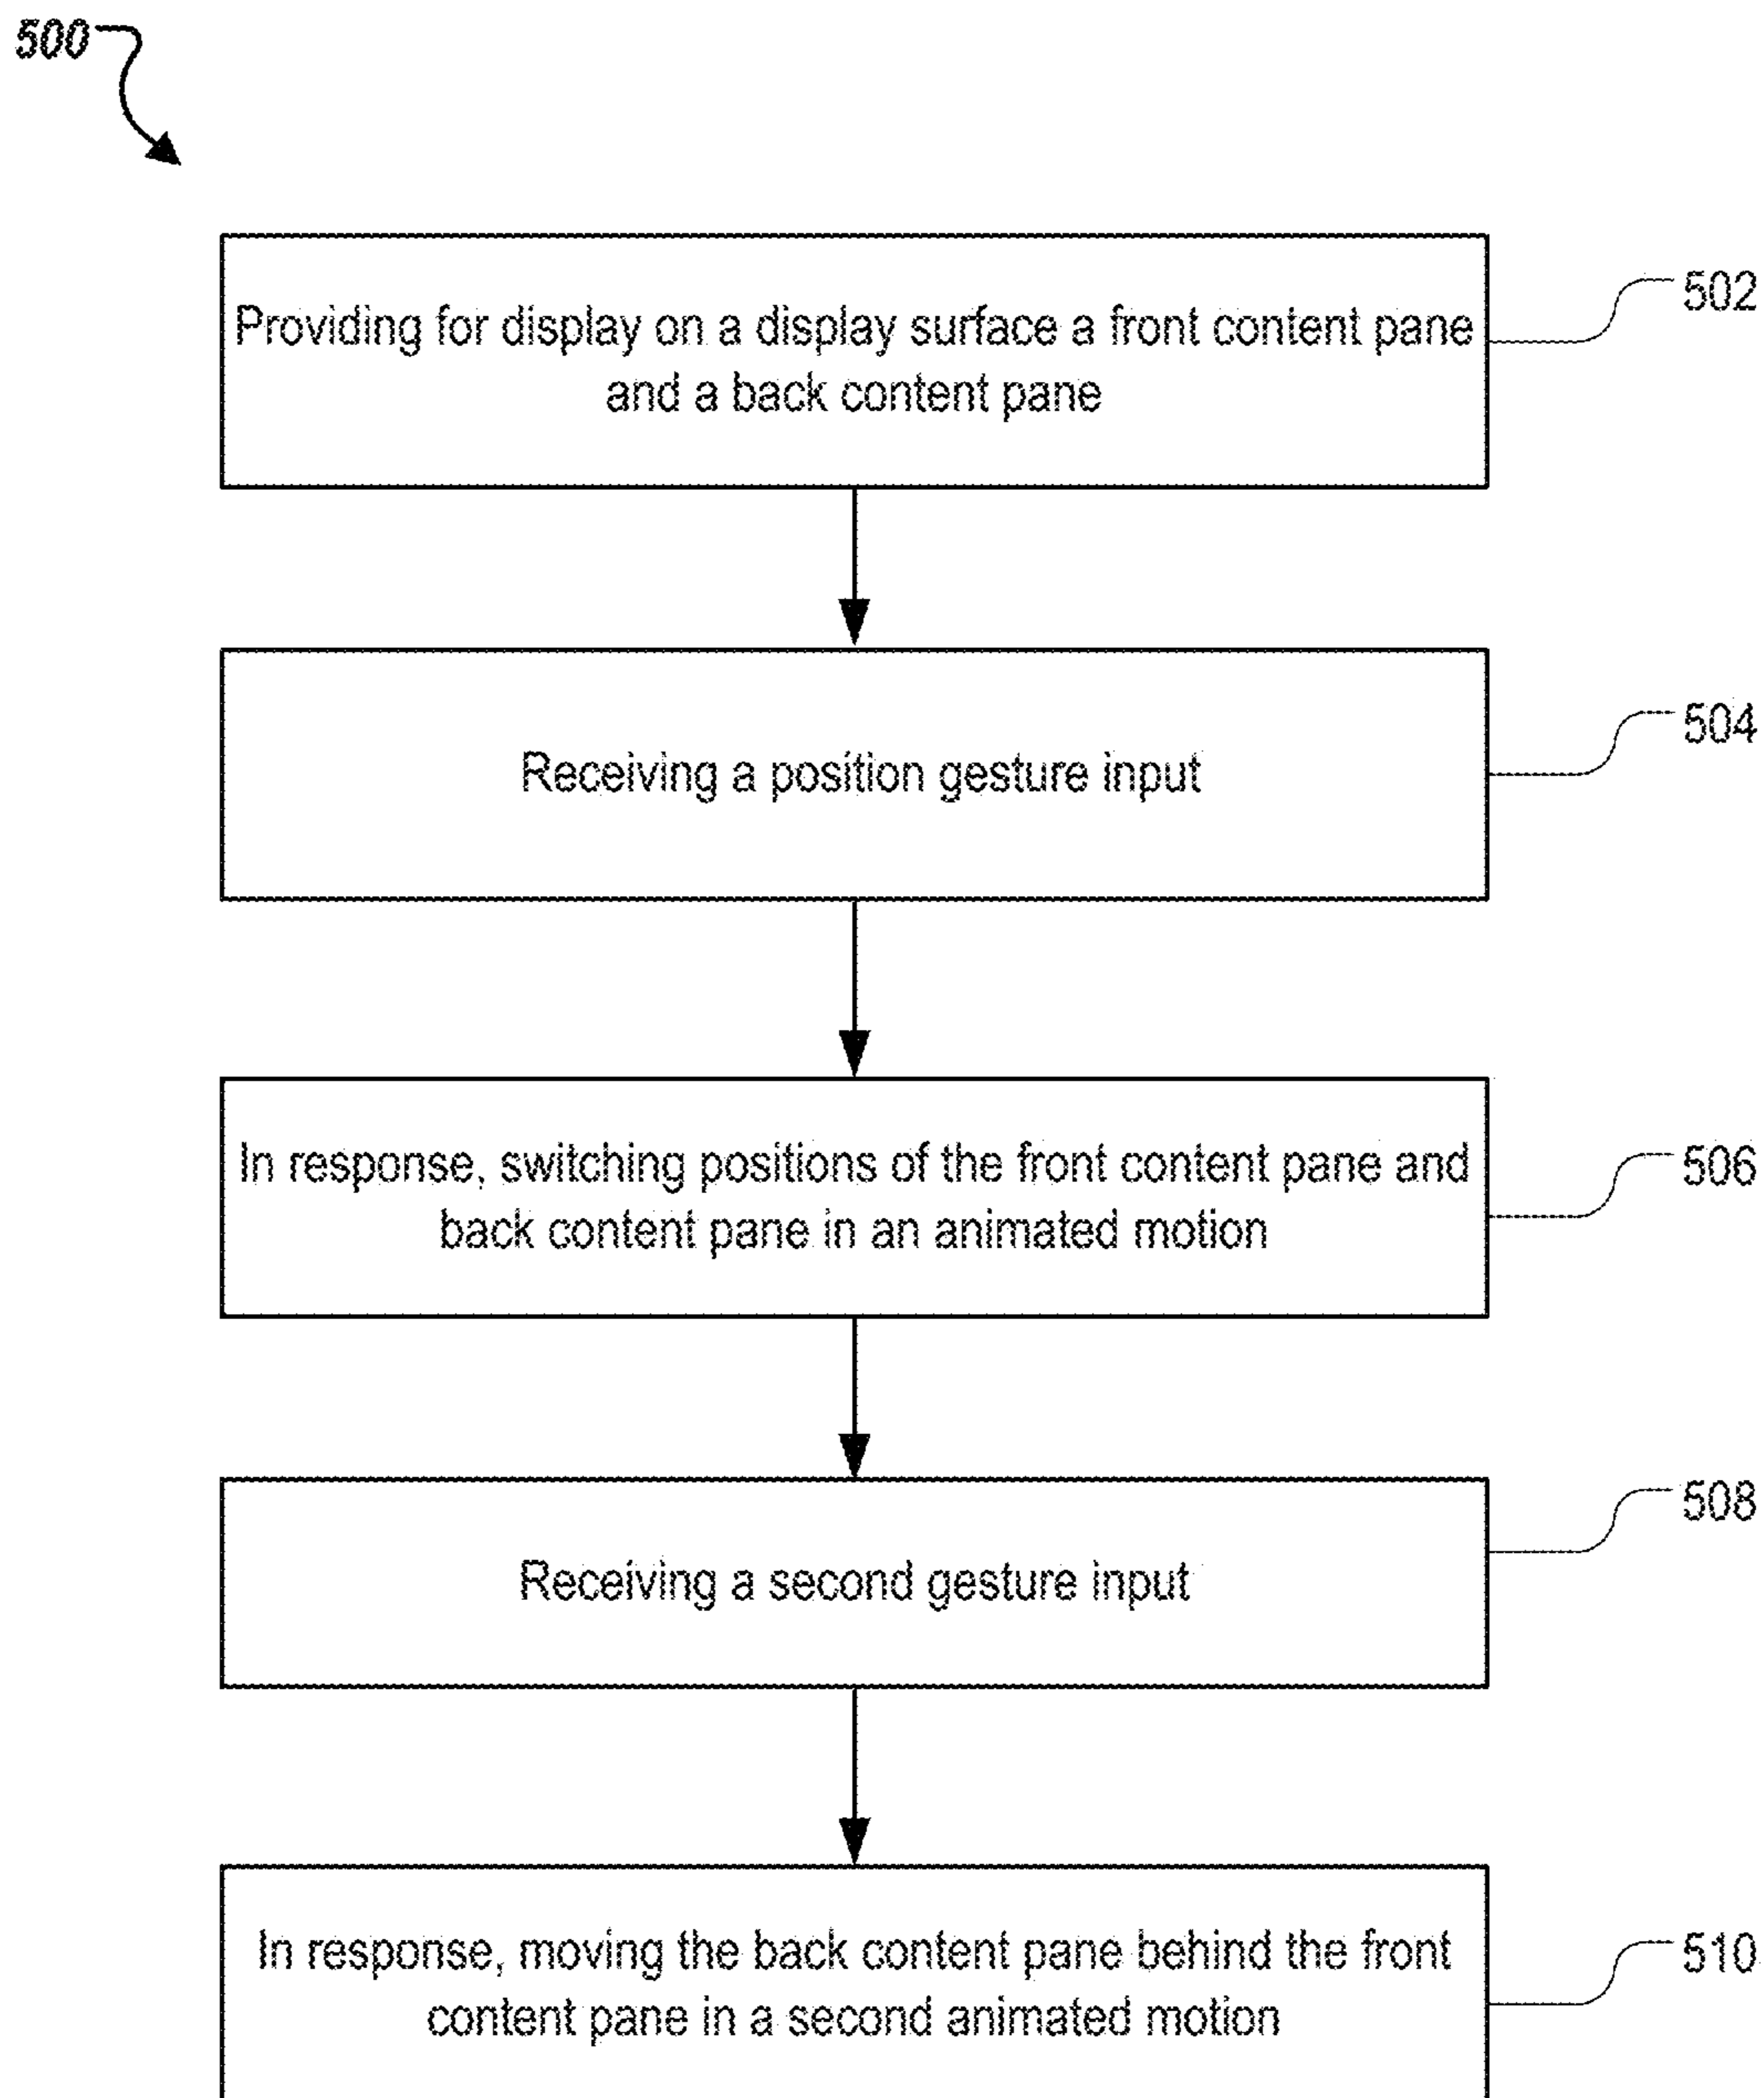 500
Providing for display on a display surface a front content pane
and a back content pane
502
Receiving a position gesture input
504
In response, switching positions of the front content pane and
back content pane in an animated motion
506
Receiving a second gesture input
508
In response, moving the back content pane behind the front
content pane in a second animated motion
510